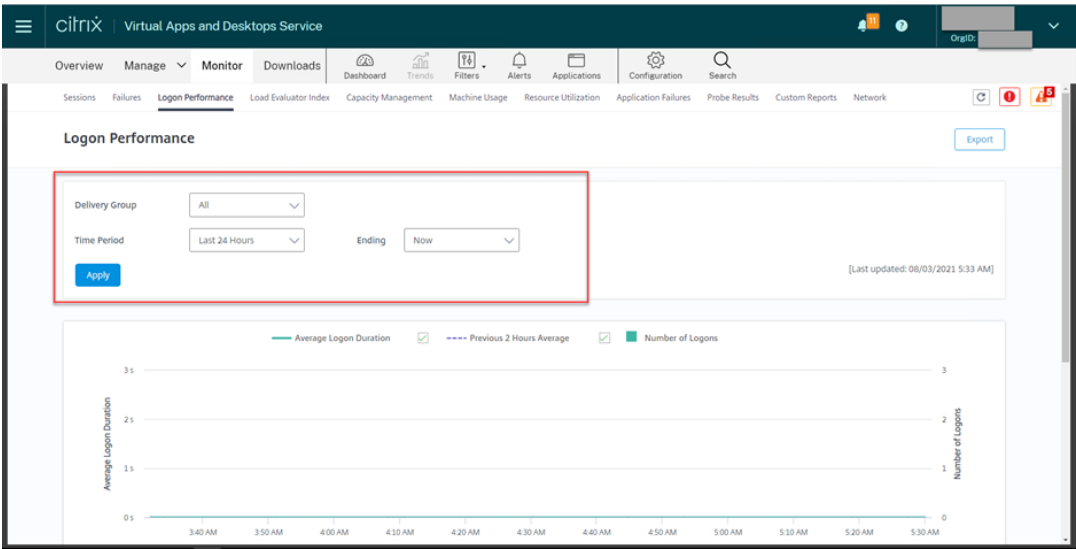 citrix | Virtual Apps and Desktops Service 11 ? OrgID:
Overview Manage Monitor Downloads Dashboard Trends Filters Alerts Applications Configuration Search
Sessions Failures Logon Performance Load Evaluator Index Capacity Management Machine Usage Resource Utilization Application Failures Probe Results Custom Reports Network 5
Logon Performance Export
Delivery Group All
Time Period Last 24 Hours Ending Now
Apply [Last updated: 08/03/2021 5:33 AM]
Average Logon Duration Previous 2 Hours Average Number of Logons
3 s 3
2 s 2
1 s 1
0 s 0
Average Logon Duration
Number of Logons
3:40 AM 3:50 AM 4:00 AM 4:10 AM 4:20 AM 4:30 AM 4:40 AM 4:50 AM 5:00 AM 5:10 AM 5:20 AM 5:30 AM